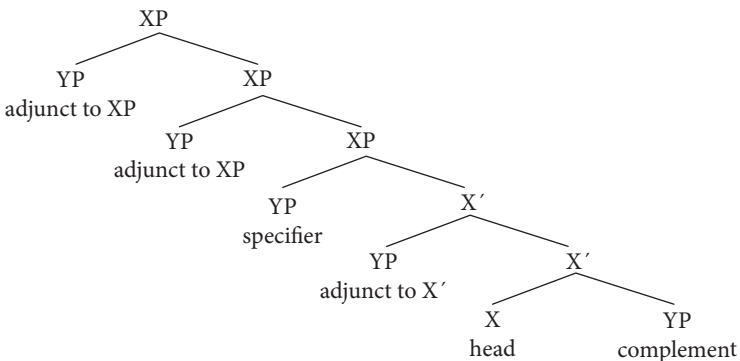 XP
YP XP
adjunct to XP
YP XP
adjunct to XP
YP X´
specifier
YP X´
adjunct to X´
X YP
head complement